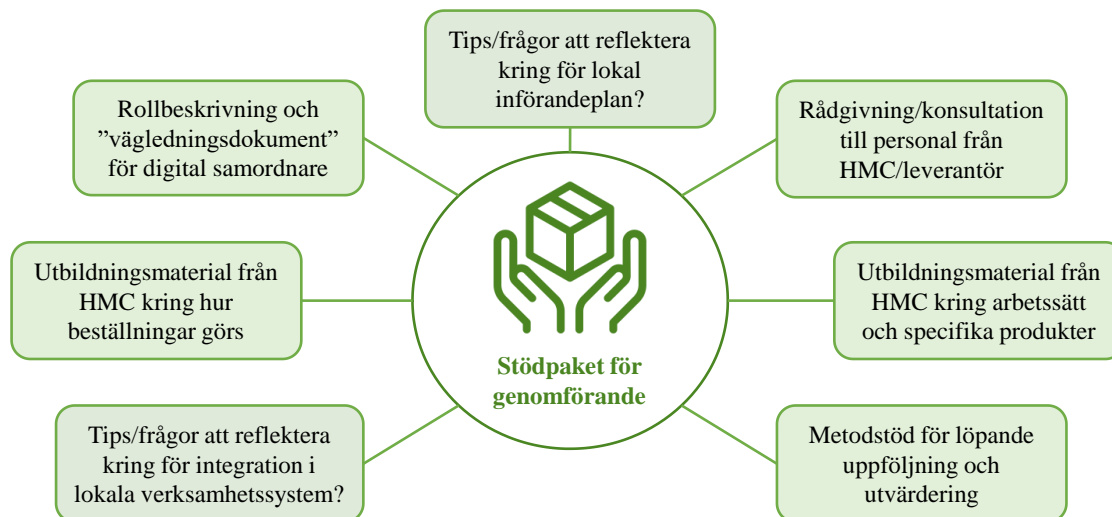 Tips/frågor att reflektera
kring för lokal
införandeplan?
Rollbeskrivning och
”vägledningsdokument”
för digital samordnare
Rådgivning/konsultation
till personal från
HMC/leverantör
Utbildningsmaterial från
HMC kring hur
beställningar görs
Utbildningsmaterial från
HMC kring arbetssätt
och specifika produkter
Stödpaket för
genomförande
Tips/frågor att reflektera
kring för integration i
lokala verksamhetssystem?
Metodstöd för löpande
uppföljning och
utvärdering